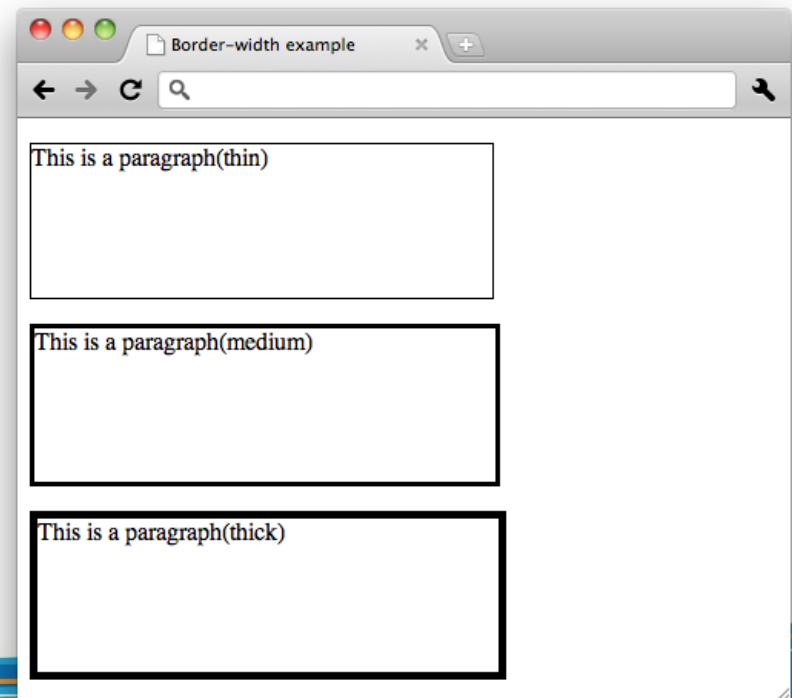 Border-width example
This is a paragraph(thin)
This is a paragraph(medium)
This is a paragraph(thick)